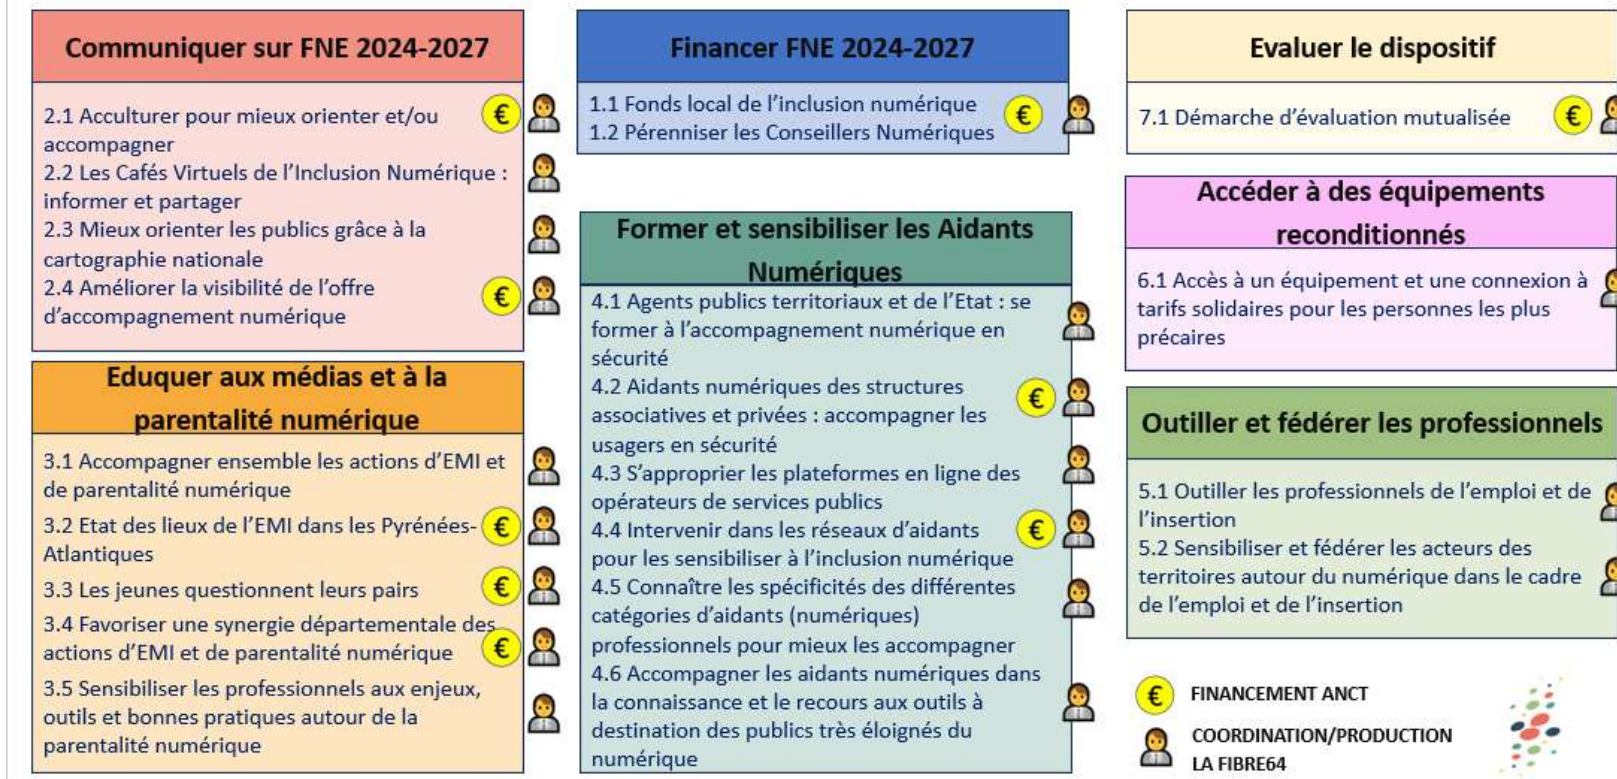 Communiquer sur FNE 2024-2027
2.1 Acculturer pour mieux orienter et/ou
accompagner
2.2 Les Cafés Virtuels de l'Inclusion Numérique :
informer et partager
2.3 Mieux orienter les publics grâce à la
cartographie nationale
2.4 Améliorer la visibilité de l'offre
d'accompagnement numérique
€
€
Eduquer aux médias et à la
parentalité numérique
3.1 Accompagner ensemble les actions d'EMI et
de parentalité numérique
3.2 Etat des lieux de l'EMI dans les Pyrénées-
Atlantiques
3.3 Les jeunes questionnent leurs pairs
3.4 Favoriser une synergie départementale des
actions d'EMI et de parentalité numérique
3.5 Sensibiliser les professionnels aux enjeux,
outils et bonnes pratiques autour de la
parentalité numérique
€
€
€
Financer FNE 2024-2027
1.1 Fonds local de l'inclusion numérique
1.2 Pérenniser les Conseillers Numériques
€
Former et sensibiliser les Aidants
Numériques
4.1 Agents publics territoriaux et de l'Etat : se
former à l'accompagnement numérique en
sécurité
4.2 Aidants numériques des structures
associatives et privées : accompagner les
usagers en sécurité
4.3 S'approprier les plateformes en ligne des
opérateurs de services publics
4.4 Intervenir dans les réseaux d'aidants
pour les sensibiliser à l'inclusion numérique
4.5 Connaître les spécificités des différentes
catégories d'aidants (numériques)
professionnels pour mieux les accompagner
4.6 Accompagner les aidants numériques dans
la connaissance et le recours aux outils à
destination des publics très éloignés du
numérique
€
€
Evaluer le dispositif
7.1 Démarche d'évaluation mutualisée
€
Accéder à des équipements
reconditionnés
6.1 Accès à un équipement et une connexion à
tarifs solidaires pour les personnes les plus
précaires
Outiller et fédérer les professionnels
5.1 Outiller les professionnels de l'emploi et de
l'insertion
5.2 Sensibiliser et fédérer les acteurs des
territoires autour du numérique dans le cadre
de l'emploi et de l'insertion
€ FINANCEMENT ANCT
COORDINATION/PRODUCTION
LA FIBRE64